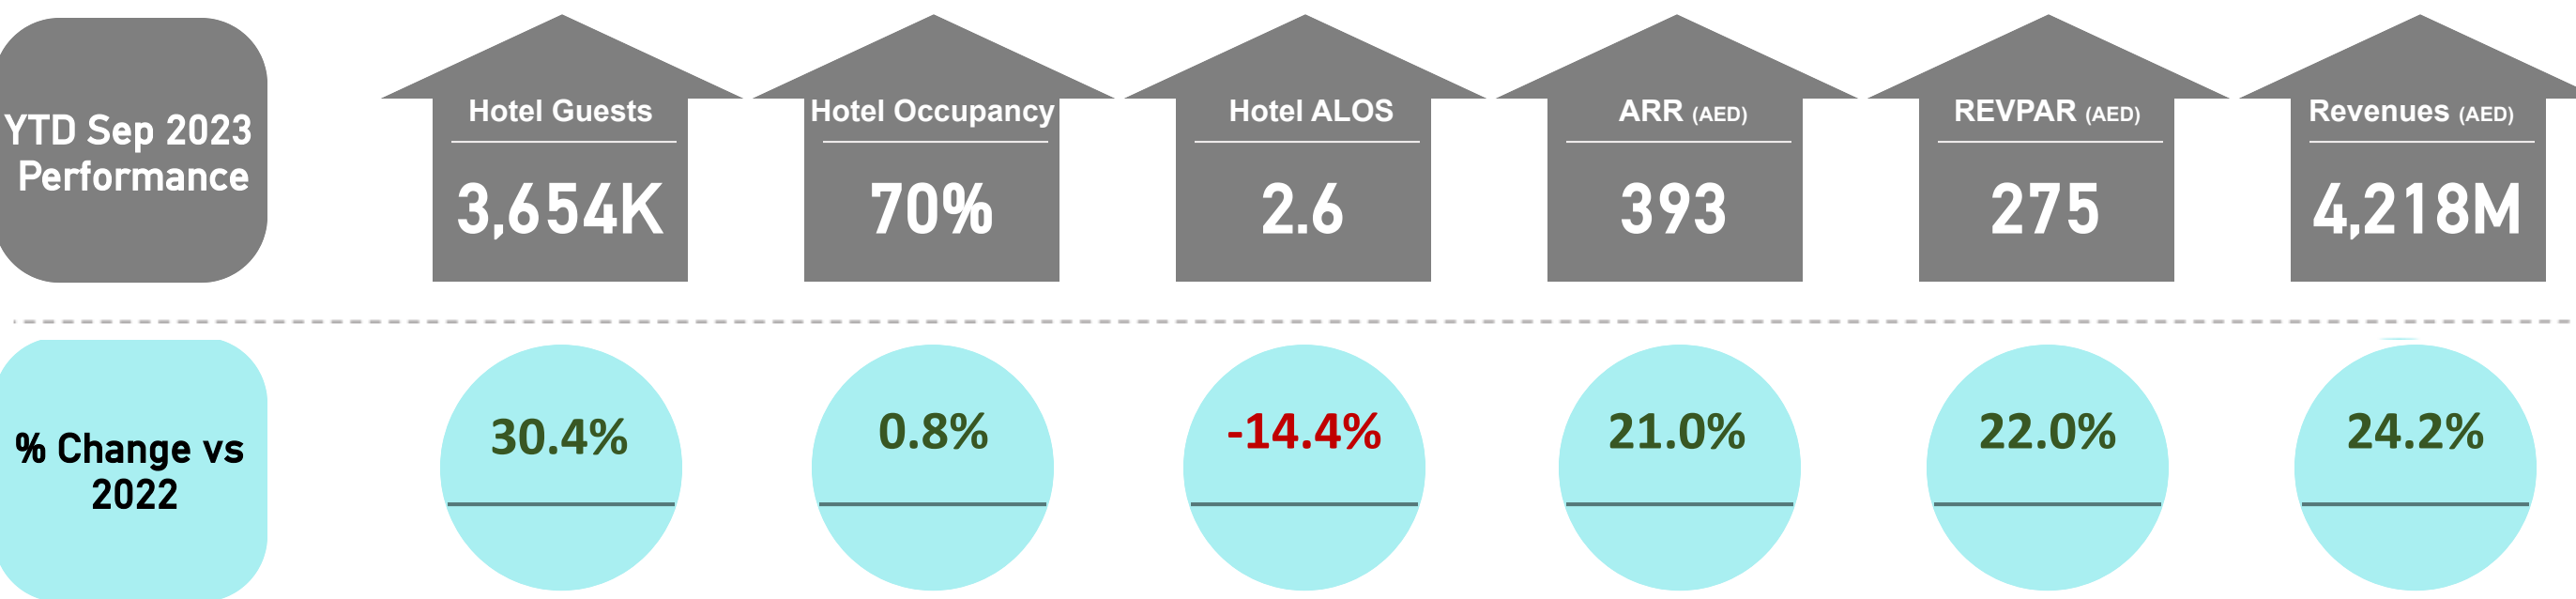 YTD Sep 2023
Performance
Hotel Guests
3,654K
Hotel Occupancy
70%
Hotel ALOS
2.6
ARR (AED)
393
REVPAR (AED)
275
Revenues (AED)
4,218M
% Change vs
2022
30.4%
0.8%
-14.4%
21.0%
22.0%
24.2%